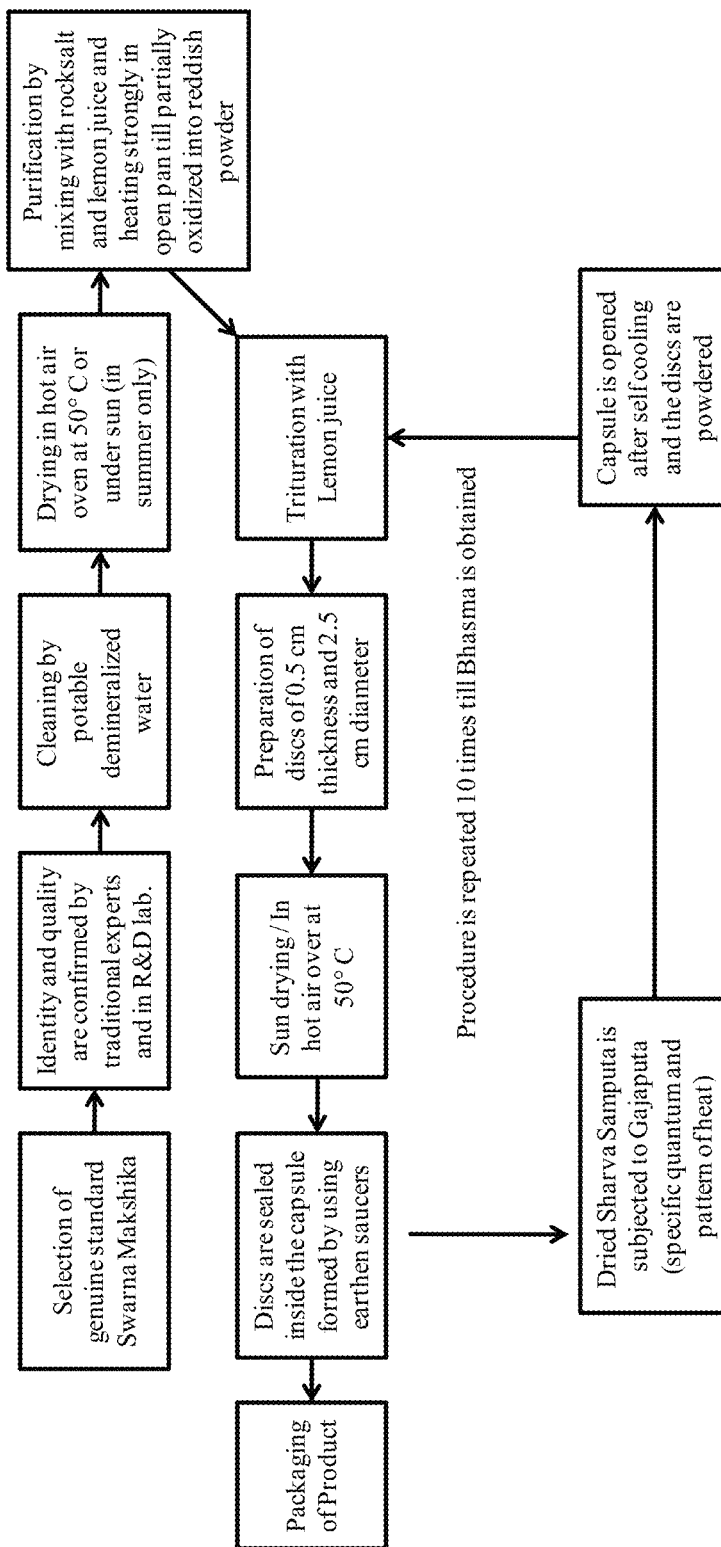 Selection of
genuine standard
Swarna Makshika
Identity and quality
are confirmed by
traditional experts
and in R&D lab.
Cleaning by
potable
demineralized
water
Drying in hot air
oven at 50° C or
under sun (in
summer only)
Purification by
mixing with rocksalt
and lemon juice and
heating strongly in
open pan till partially
oxidized into reddish
powder
Trituration with
Lemon juice
Preparation of
discs of 0.5 cm
thickness and 2.5
cm diameter
Sun drying / In
hot air over at
50° C
Discs are sealed
inside the capsule
formed by using
earthen saucers
Packaging
of Product
Procedure is repeated 10 times till Bhasma is obtained
Dried Sharva Samputa is
subjected to Gajaputa
(specific quantum and
pattern of heat)
Capsule is opened
after self cooling
and the discs are
powdered